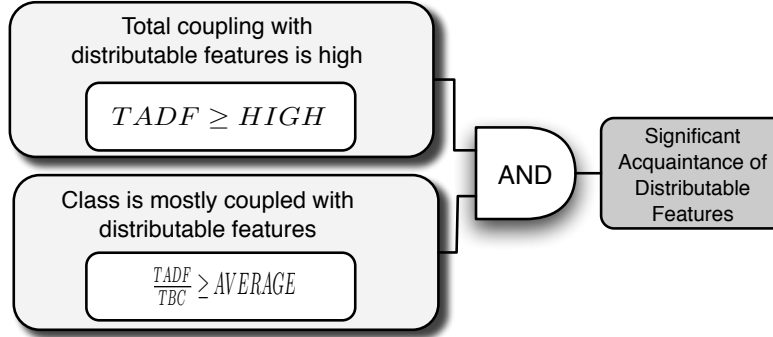 Total coupling with
distributable features is high
TADF ≥ HIGH
Class is mostly coupled with
distributable features
TADF/TBC ≥ AVERAGE
AND
Significant
Acquaintance of
Distributable
Features